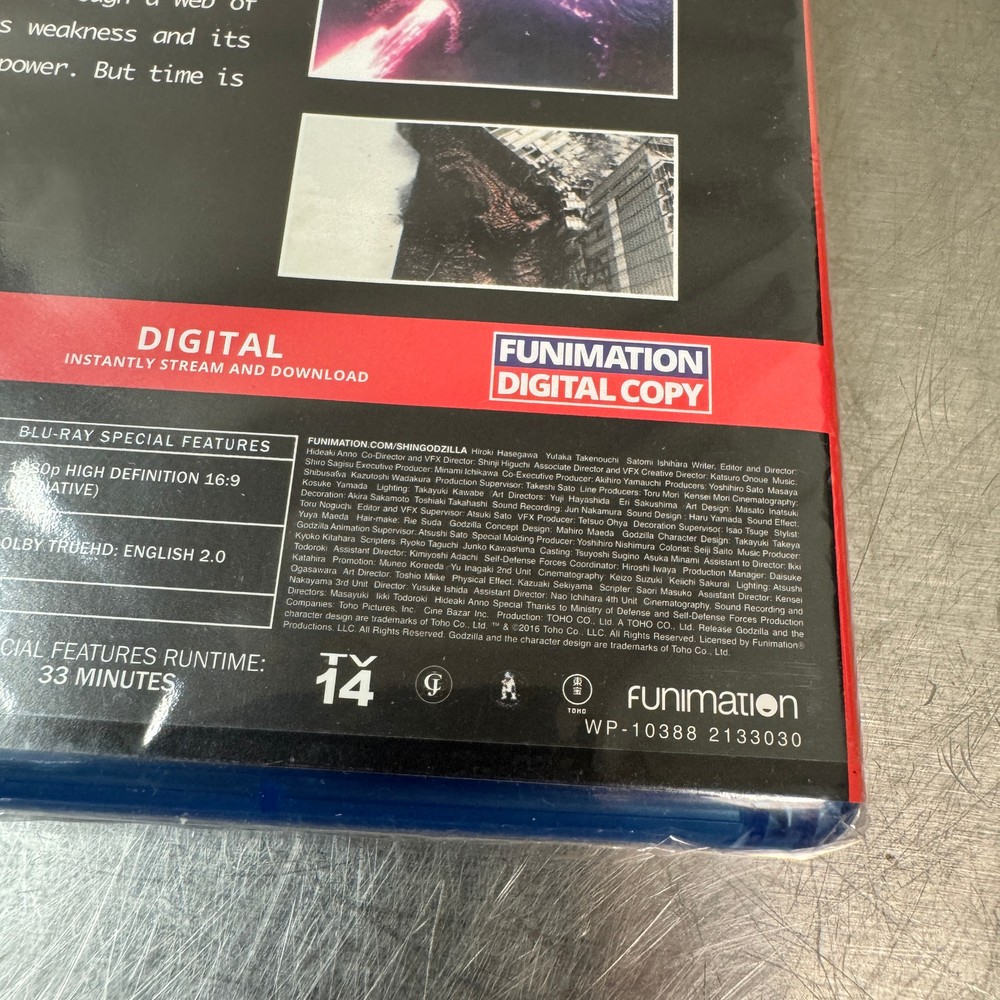 ough a web of
s weakness and its
power. But time is
DIGITAL
INSTANTLY STREAM AND DOWNLOAD
FUNIMATION
DIGITAL COPY
BLU-RAY SPECIAL FEATURES
1080p HIGH DEFINITION 16:9
NATIVE)
OLBY TRUEHD: ENGLISH 2.0
CIAL FEATURES RUNTIME:
33 MINUTES
FUNIMATION.COM/SHINGODZILLA Hiroki Hasegawa Yutaka Takenouchi Satomi Ishihara Writer, Editor and Director:
Hideaki Anno Co-Director and VFX Director: Shinji Higuchi Associate Director and VFX Creative Director: Katsuro Onoue Music:
Shiro Sagisu Executive Producer: Minami Ichikawa Co-Executive Producer: Akihiro Yamauchi Producers: Yoshihiro Sato Masaya
Shibusawa Kazutoshi Wadakura Production Supervisor: Takeshi Sato Line Producers: Toru Mori Kensei Mori Cinematography:
Kosuke Yamada Lighting: Takayuki Kawabe Art Directors: Yuji Hayashida Eri Sakushima Art Design: Masato Inatsuki
Decoration: Akira Sakamoto Toshiaki Takahashi Sound Recording: Jun Nakamura Sound Design : Haru Yamada Sound Effect:
Toru Noguchi Editor and VFX Supervisor: Atsuki Sato VFX Producer: Tetsuo Ohya Decoration Supervisor: Isao Tsuge Stylist:
Yuya Maeda Hair-make: Rie Suda Godzilla Concept Design: Mahiro Maeda Godzilla Character Design: Takayuki Takeya
Godzilla Animation Supervisor: Atsushi Sato Special Molding Producer: Yoshihiro Nishimura Colorist: Seiji Saito Music Producer:
Kyoko Kitahara Scripters: Ryoko Taguchi Junko Kawashima Casting: Tsuyoshi Sugino Asuka Minami Assistant to Director: Ikki
Todoroki Assistant Director: Kimiyoshi Adachi Self-Defense Forces Coordinator: Hiroshi Iwaya Production Manager: Daisuke
Katahira Promotion: Muneo Koreeda Yu Inagaki 2nd Unit Cinematography Keizo Suzuki Keiichi Sakurai Lighting: Atsushi
Ogasawara Art Director: Toshio Miike Physical Effect: Kazuaki Sekiyama Scripter: Saori Masuko Assistant Director: Kensei
Nakayama 3rd Unit Director: Yusuke Ishida Assistant Director: Nao Ichihara 4th Unit Cinematography, Sound Recording and
Directors: Masayuki Ikki Todoriki Hideaki Anno Special Thanks to Ministry of Defense and Self-Defense Forces Production
Companies: Toho Pictures, Inc. Cine Bazar Inc. Production: TOHO CO., Ltd. A TOHO CO., Ltd. Release Godzilla and the
character design are trademarks of Toho Co., Ltd. ™ & ©2016 Toho Co., LLC. All Rights Reserved. Licensed by Funimation®
Productions, LLC. All Rights Reserved. Godzilla and the character design are trademarks of Toho Co., Ltd.
TV
14
東宝
TOHO
FUNIMATION
WP-10388 2133030